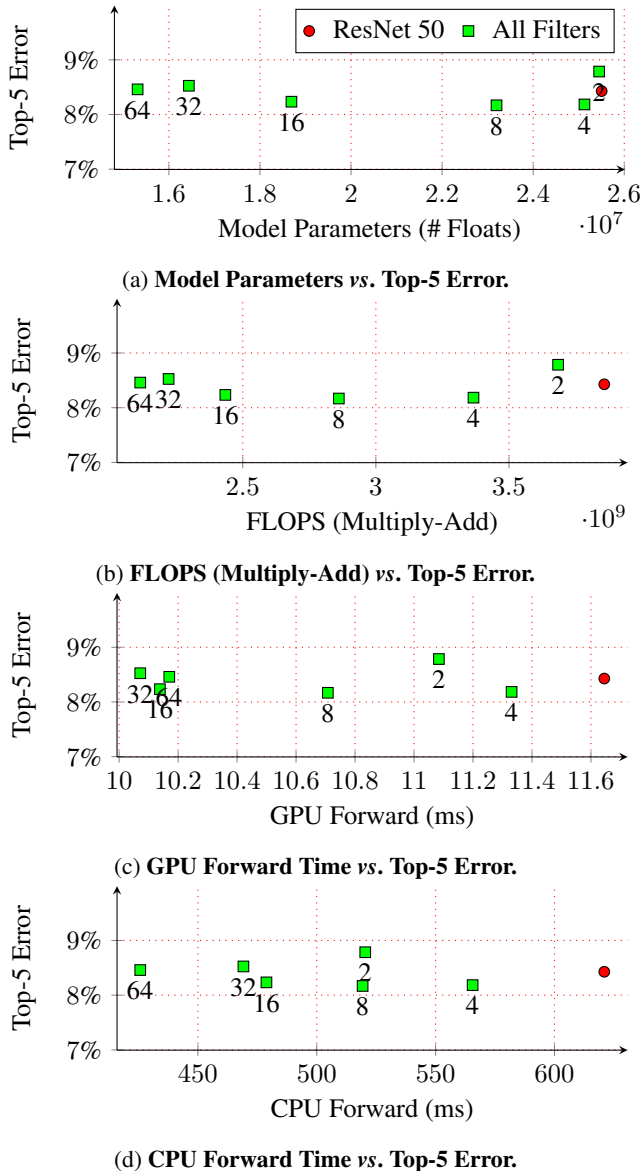 ResNet 50 All Filters
9%
8%
7%
Top-5 Error
64 32 16 8 4 2
1.6 1.8 2 2.2 2.4 2.6
Model Parameters (# Floats) ·10⁷
(a) Model Parameters vs. Top-5 Error.
9%
8%
7%
Top-5 Error
64 32 16 8 4 2
2.5 3 3.5
FLOPS (Multiply-Add) ·10⁹
(b) FLOPS (Multiply-Add) vs. Top-5 Error.
9%
8%
7%
Top-5 Error
32 16 64 8 2 4
10 10.2 10.4 10.6 10.8 11 11.2 11.4 11.6
GPU Forward (ms)
(c) GPU Forward Time vs. Top-5 Error.
9%
8%
7%
Top-5 Error
64 32 16 8 2 4
450 500 550 600
CPU Forward (ms)
(d) CPU Forward Time vs. Top-5 Error.